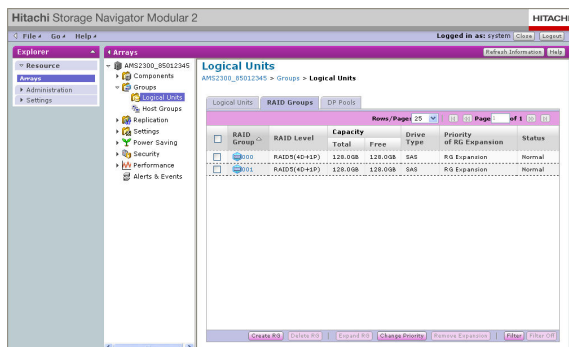 Hitachi Storage Navigator Modular 2
HITACHI
File Go Help
Logged in as: system Close Logout
Explorer
Arrays
Refresh Information Help
Resource
Arrays
Administration
Settings
AMS2300_85012345
Components
Groups
Logical Units
Host Groups
Replication
Settings
Power Saving
Security
Performance
Alerts & Events
Logical Units
AMS2300_85012345 > Groups > Logical Units
Logical Units RAID Groups DP Pools
Rows/Page: 25 Page of 1
RAID Group RAID Level Capacity Total Free Drive Type Priority of RG Expansion Status
000 RAID5(4D+1P) 128.0GB 128.0GB SAS RG Expansion Normal
001 RAID5(4D+1P) 128.0GB 128.0GB SAS RG Expansion Normal
Create RG Delete RG Expand RG Change Priority Remove Expansion Filter Filter Off